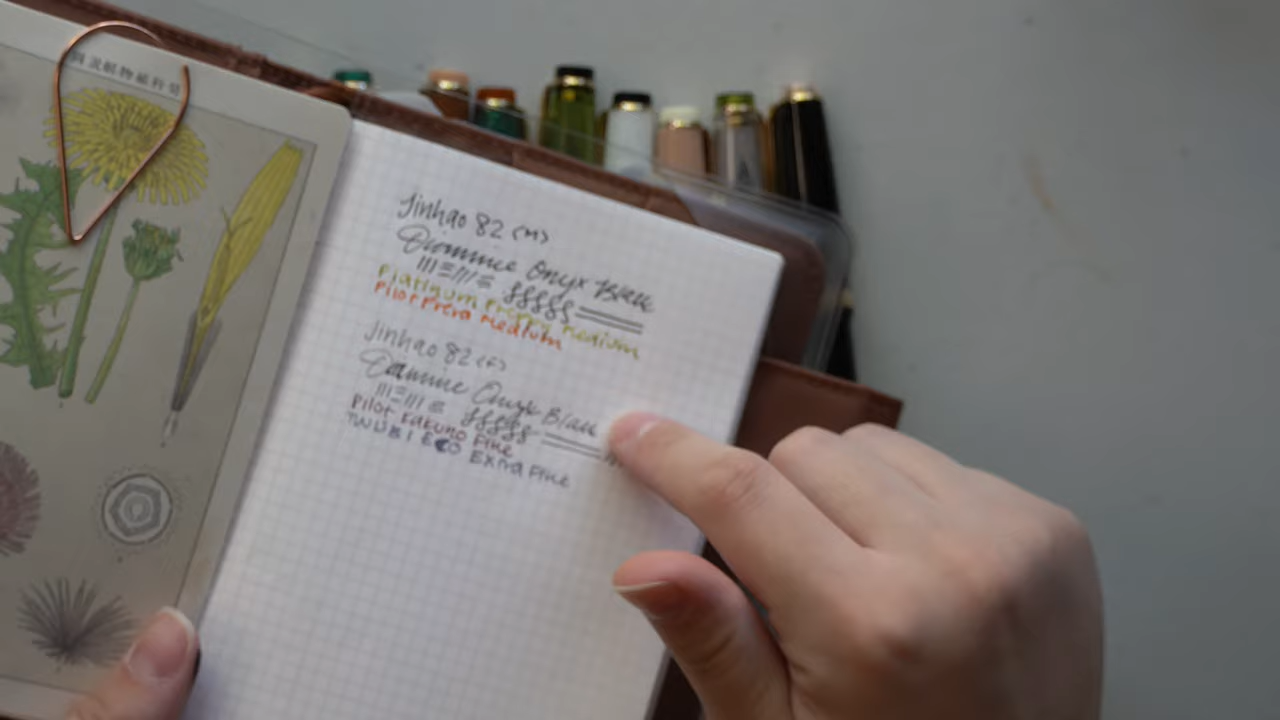 Jinhao 82 (M)
Diamine Onyx Black
Platinum Preppy Medium
Pilot Prera Medium
Jinhao 82 (F)
Diamine Onyx Black
Pilot Kakuno Fine
TWSBI ECO Extra Fine